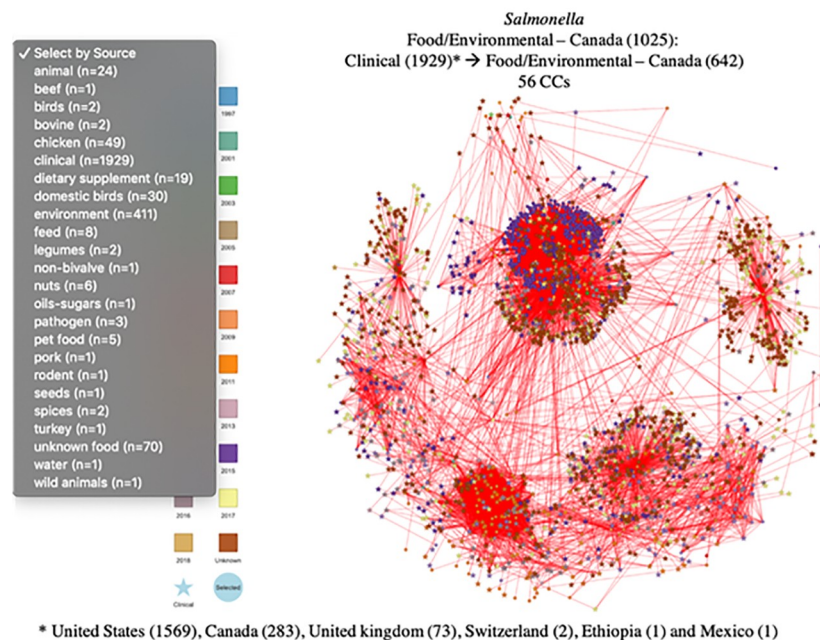 Salmonella
Food/Environmental – Canada (1025):
Clinical (1929)* → Food/Environmental – Canada (642)
56 CCs
✓ Select by Source
animal (n=24)
beef (n=1)
birds (n=2)
bovine (n=2)
chicken (n=49)
clinical (n=1929)
dietary supplement (n=19)
domestic birds (n=30)
environment (n=411)
feed (n=8)
legumes (n=2)
non-bivalve (n=1)
nuts (n=6)
oils-sugars (n=1)
pathogen (n=3)
pet food (n=5)
pork (n=1)
rodent (n=1)
seeds (n=1)
spices (n=2)
turkey (n=1)
unknown food (n=70)
water (n=1)
wild animals (n=1)
1997
2001
2003
2005
2007
2009
2011
2013
2015
2016
2017
2018
Unknown
Clinical
Selected
* United States (1569), Canada (283), United kingdom (73), Switzerland (2), Ethiopia (1) and Mexico (1)